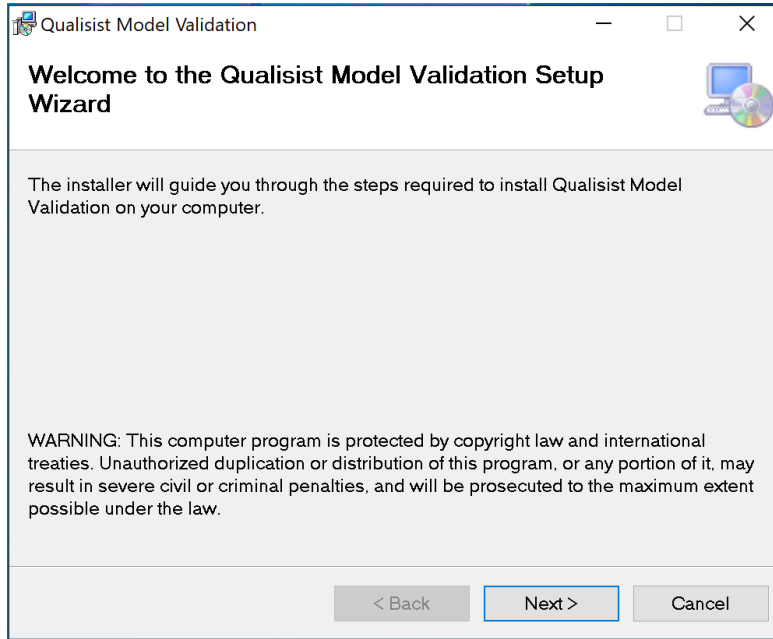 Qualisist Model Validation
Welcome to the Qualisist Model Validation Setup
Wizard
The installer will guide you through the steps required to install Qualisist Model
Validation on your computer.
WARNING: This computer program is protected by copyright law and international
treaties. Unauthorized duplication or distribution of this program, or any portion of it, may
result in severe civil or criminal penalties, and will be prosecuted to the maximum extent
possible under the law.
< Back
Next >
Cancel